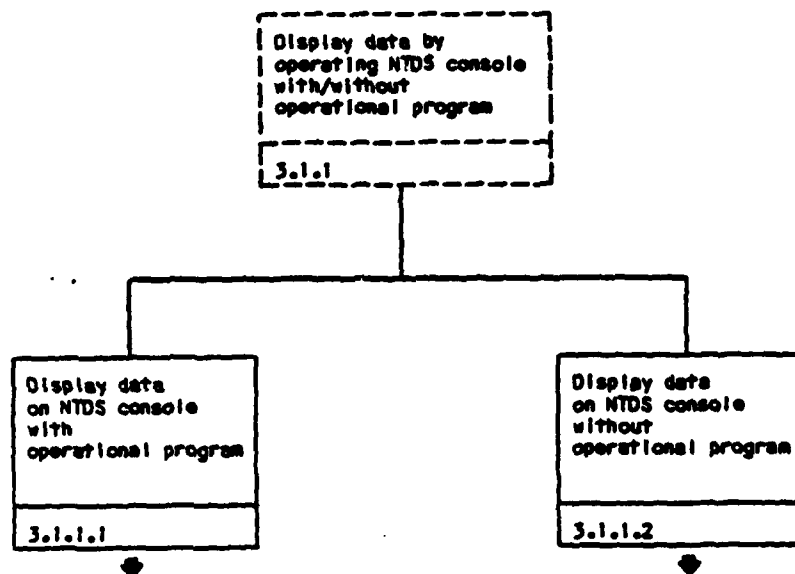 Display data by
operating NTDS console
with/without
operational program
3.1.1
Display data
on NTDS console
with
operational program
3.1.1.1
Display data
on NTDS console
without
operational program
3.1.1.2